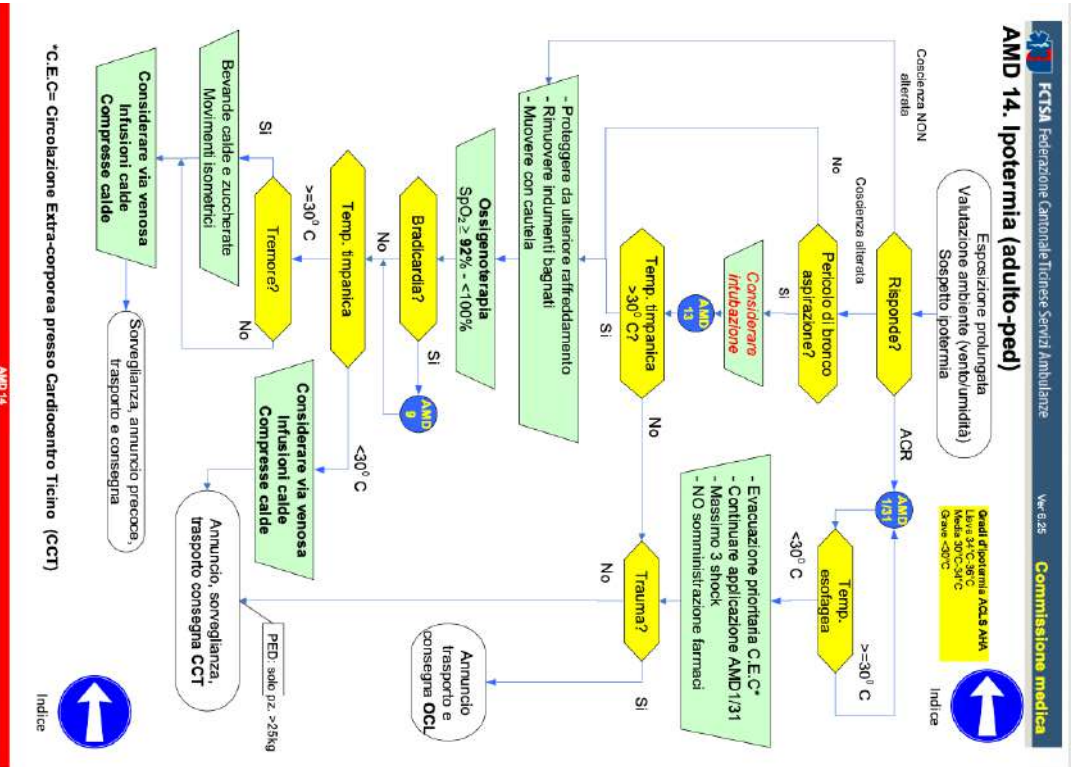 FCTSA Federazione Cantonale Ticinese Servizi Ambulanze
Ver 6.25
Commissione medica
AMD 14. Ipotermia (adulto-ped)
Gradi d'ipotermia ACLS AHA
Lieve 34°C-36°C
Media 30°C-34°C
Grave <30°C
Indice
Esposizione prolungata
Valutazione ambiente (vento/umidità)
Sospetto ipotermia
Risponde?
Coscienza NON
alterata
Coscienza alterata
ACR
AMD
1/31
Temp.
esofagea
>=30⁰ C
<30⁰ C
Pericolo di bronco
aspirazione?
No
Si
Considerare
intubazione
AMD
13
- Evacuazione prioritaria C.E.C*
- Continuare applicazione AMD1/31
- Massimo 3 shock
- NO somministrazione farmaci
Temp. timpanica
>30⁰ C?
No
Si
Trauma?
No
Si
- Proteggere da ulteriore raffreddamento
- Rimuovere indumenti bagnati
- Muovere con cautela
Ossigenoterapia
SpO₂ ≥ 92% - <100%
Bradicardia?
Si
No
AMD
9
Annuncio
trasporto e
consegna OCL
Temp. timpanica
>=30⁰ C
<30⁰ C
Tremore?
Si
No
Considerare via venosa
Infusioni calde
Compresse calde
PED: solo pz. >25kg
Annuncio, sorveglianza,
trasporto consegna CCT
Bevande calde e zuccherate
Movimenti isometrici
Considerare via venosa
Infusioni calde
Compresse calde
Sorveglianza, annuncio precoce,
trasporto e consegna
*C.E.C= Circolazione Extra-corporea presso Cardiocentro Ticino (CCT)
Indice
AMD 14